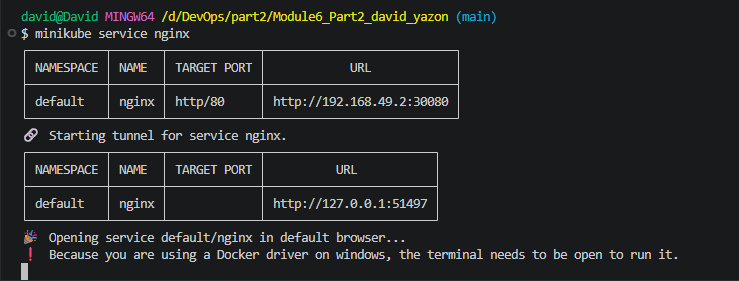 david@David MINGW64 /d/DevOps/part2/Module6_Part2_david_yazon (main)
$ minikube service nginx
NAMESPACE NAME TARGET PORT URL
default nginx http/80 http://192.168.49.2:30080
Starting tunnel for service nginx.
NAMESPACE NAME TARGET PORT URL
default nginx http://127.0.0.1:51497
Opening service default/nginx in default browser...
Because you are using a Docker driver on windows, the terminal needs to be open to run it.